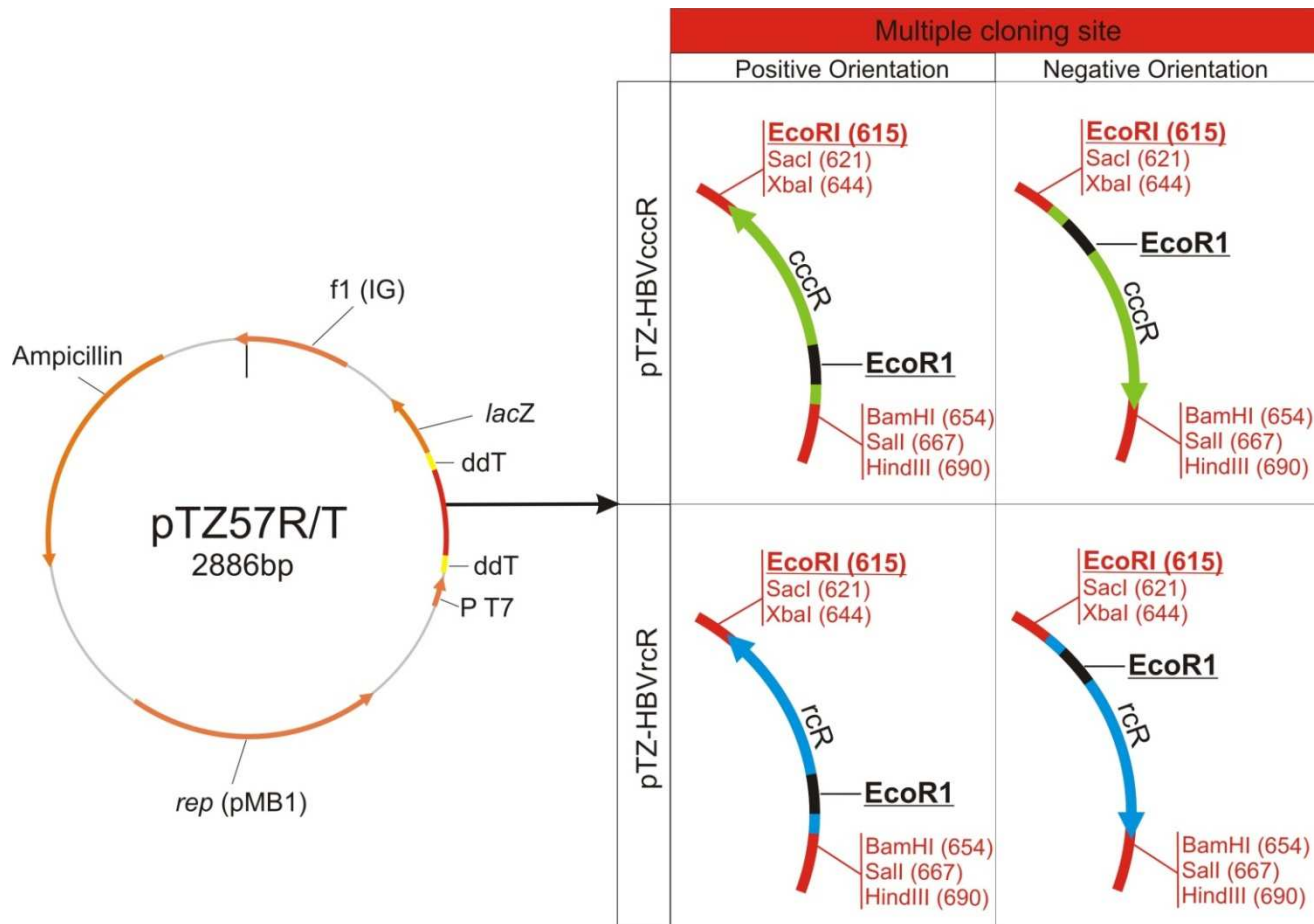 Multiple cloning site
Positive Orientation
Negative Orientation
f1 (IG)
Ampicillin
lacZ
ddT
pTZ57R/T
2886bp
ddT
P T7
rep (pMB1)
pTZ-HBVcccR
EcoRI (615)
SacI (621)
XbaI (644)
cccR
EcoR1
BamHI (654)
SalI (667)
HindIII (690)
EcoRI (615)
SacI (621)
XbaI (644)
EcoR1
cccR
BamHI (654)
SalI (667)
HindIII (690)
pTZ-HBVrcR
EcoRI (615)
SacI (621)
XbaI (644)
rcR
EcoR1
BamHI (654)
SalI (667)
HindIII (690)
EcoRI (615)
SacI (621)
XbaI (644)
EcoR1
rcR
BamHI (654)
SalI (667)
HindIII (690)